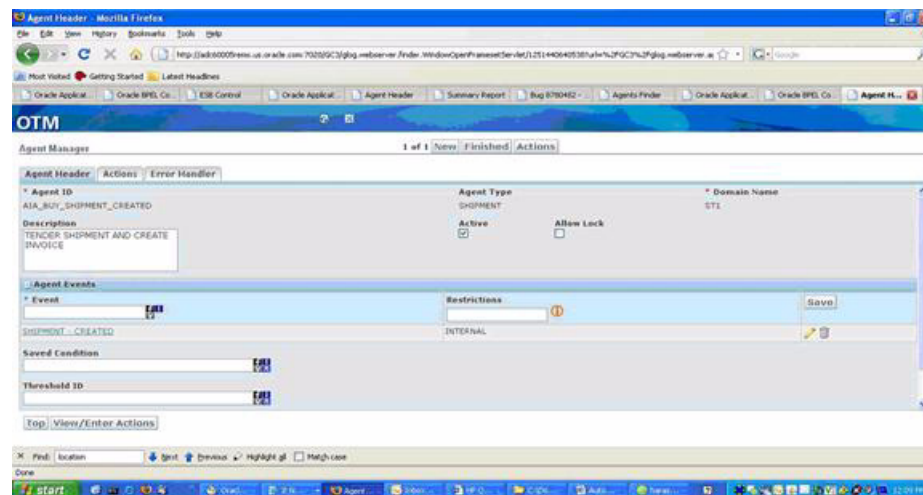 Agent Header - Mozilla Firefox
File Edit View History Bookmarks Tools Help
Most Visited Getting Started Latest Headlines
Oracle Applicat... Oracle BPEL Co... ESB Control Oracle Applicat... Agent Header Summary Report Bug 8780482 - ... Agents Finder Oracle Applicat... Oracle BPEL Co... Agent H...
OTM
Agent Manager 1 of 1 New Finished Actions
Agent Header Actions Error Handler
* Agent ID Agent Type * Domain Name
AIA_BUY_SHIPMENT_CREATED SHIPMENT
Description Active Allow Lock
TENDER SHIPMENT AND CREATE
INVOICE
Agent Events
* Event Restrictions Save
SHIPMENT - CREATED INTERNAL
Saved Condition
Threshold ID
Top View/Enter Actions
Find: location Next Previous Highlight all Match case
Done
start